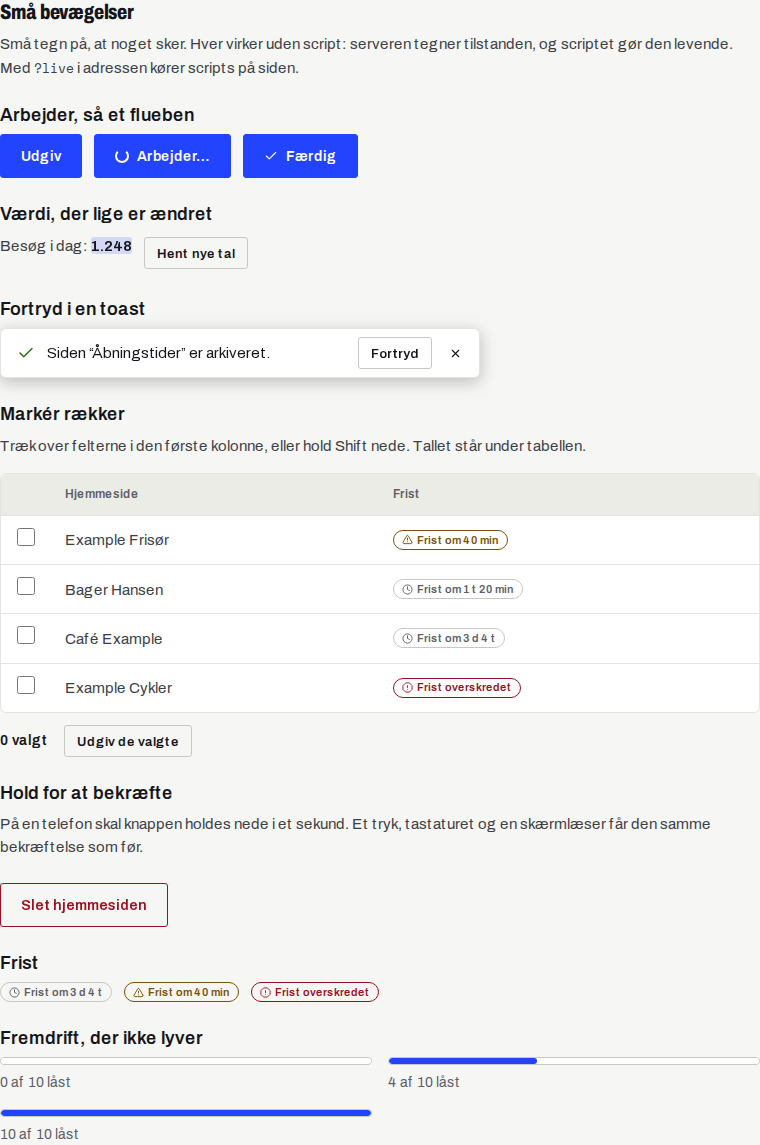 Små bevægelser
Små tegn på, at noget sker. Hver virker uden script: serveren tegner tilstanden, og scriptet gør den levende.
Med ?live i adressen kører scripts på siden.
Arbejder, så et flueben
Udgiv
Arbejder…
Færdig
Værdi, der lige er ændret
Besøg i dag: 1.248
Hent nye tal
Fortryd i en toast
Siden “Åbningstider” er arkiveret.
Fortryd
Markér rækker
Træk over felterne i den første kolonne, eller hold Shift nede. Tallet står under tabellen.
Hjemmeside Frist
Example Frisør Frist om 40 min
Bager Hansen Frist om 1 t 20 min
Café Example Frist om 3 d 4 t
Example Cykler Frist overskredet
0 valgt Udgiv de valgte
Hold for at bekræfte
På en telefon skal knappen holdes nede i et sekund. Et tryk, tastaturet og en skærmlæser får den samme
bekræftelse som før.
Slet hjemmesiden
Frist
Frist om 3 d 4 t Frist om 40 min Frist overskredet
Fremdrift, der ikke lyver
0 af 10 låst 4 af 10 låst
10 af 10 låst